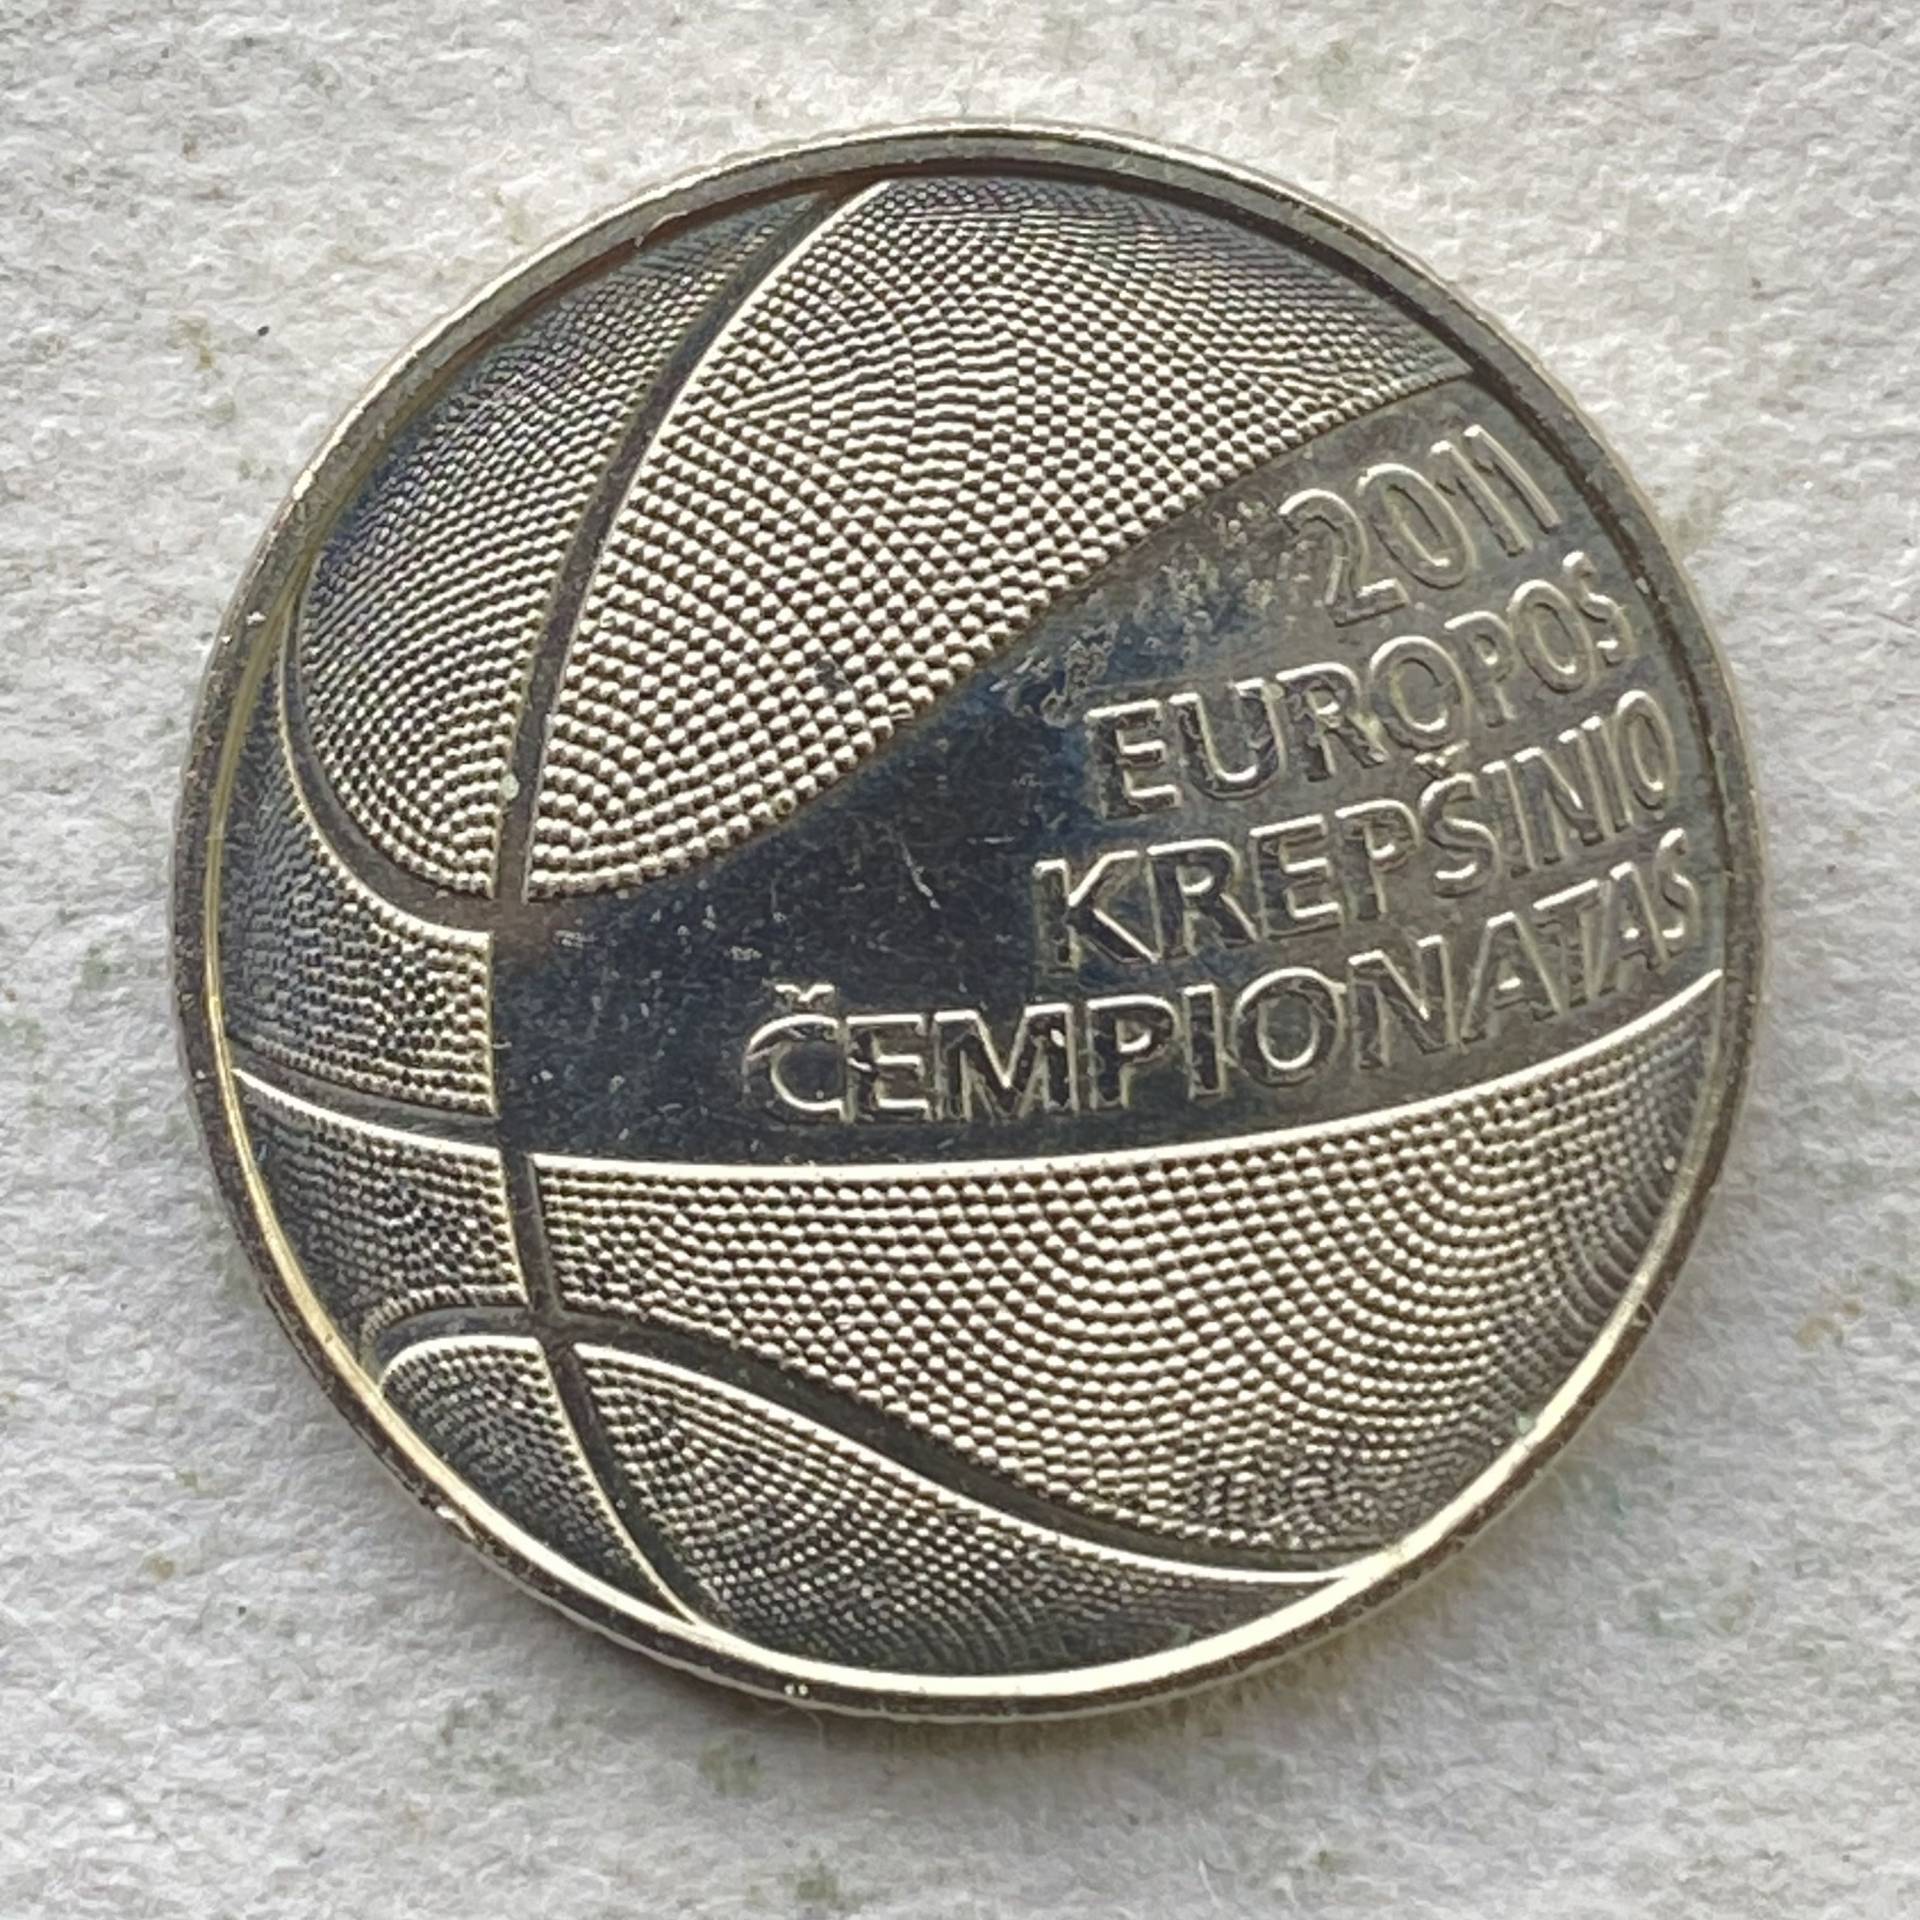 2011
EUROPOS
KREPŠINIO
ČEMPIONATAS